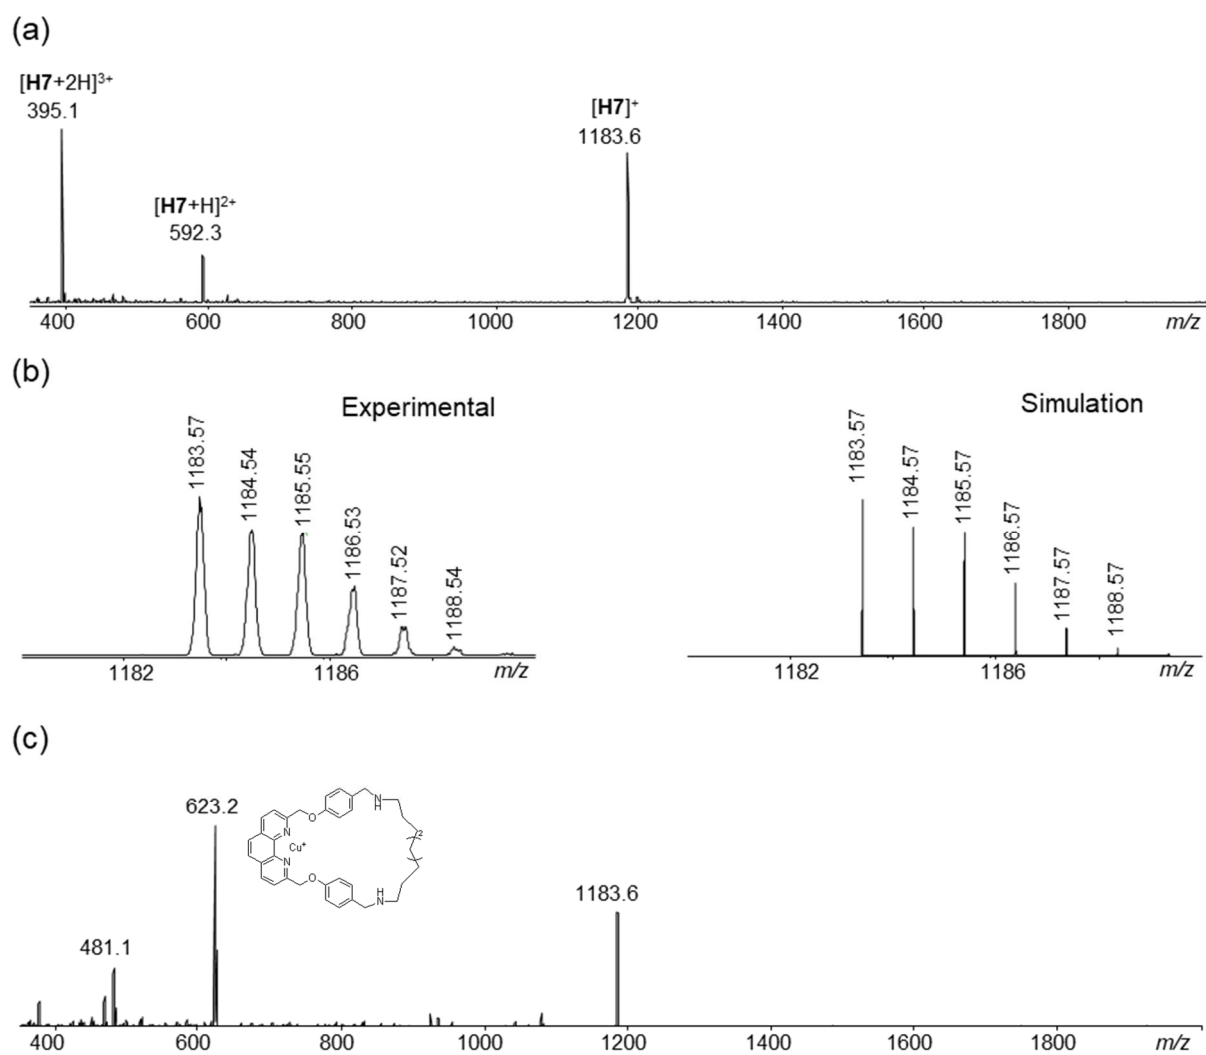 (a)
[H7+2H]³⁺
395.1
[H7+H]²⁺
592.3
[H7]⁺
1183.6
400 600 800 1000 1200 1400 1600 1800 m/z
(b)
Experimental
1183.57
1184.54
1185.55
1186.53
1187.52
1188.54
1182 1186 m/z
Simulation
1183.57
1184.57
1185.57
1186.57
1187.57
1188.57
1182 1186 m/z
(c)
623.2
O
H
N
N
Cu⁺
N
2
O
H
N
481.1
1183.6
400 600 800 1000 1200 1400 1600 1800 m/z